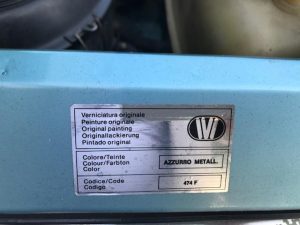 Verniciatura originale
Peinture originale
Original painting
Originallackierung
Pintado original
IVI
Colore/Teinte
Colour/Farbton
Color
AZZURRO METALL.
Codice/Code
Codigo
474 F